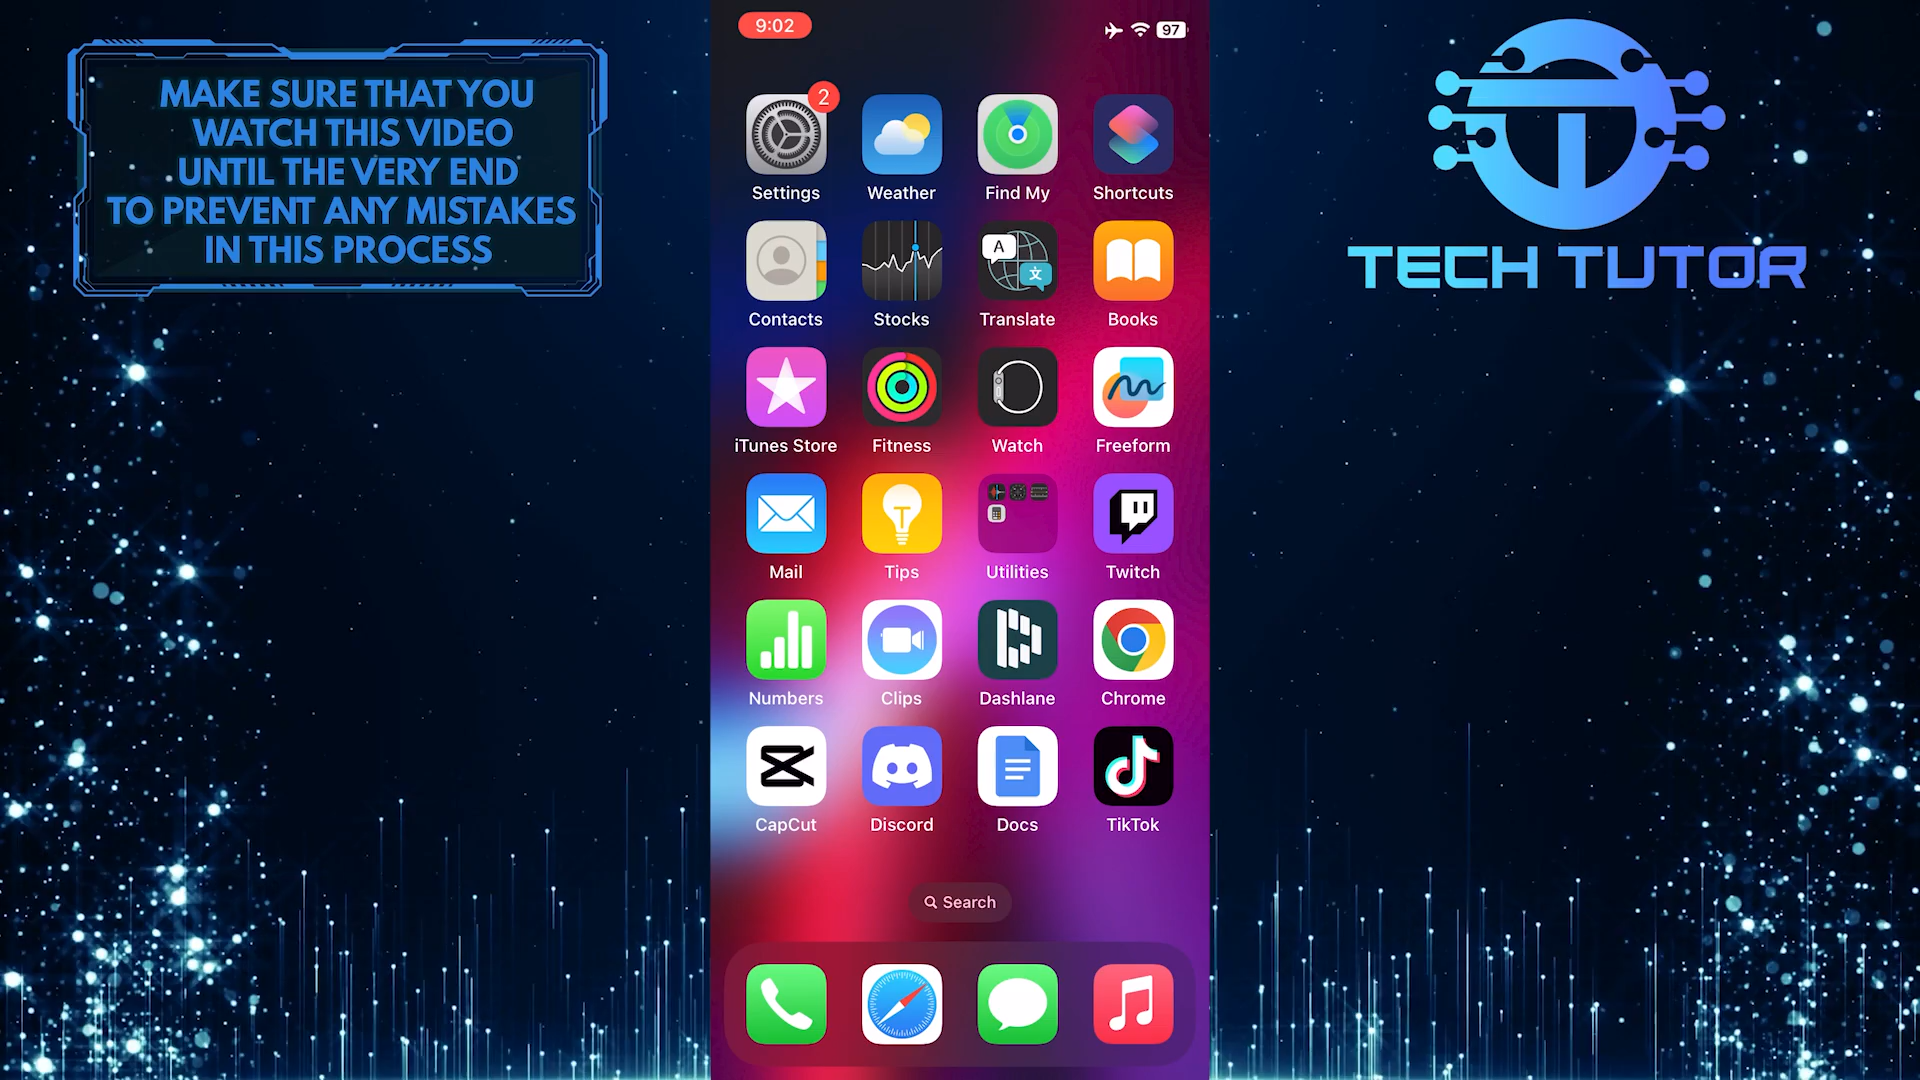 MAKE SURE THAT YOU
WATCH THIS VIDEO
UNTIL THE VERY END
TO PREVENT ANY MISTAKES
IN THIS PROCESS
9:02
97
2
Settings
Weather
Find My
Shortcuts
A
文
Contacts
Stocks
Translate
Books
iTunes Store
Fitness
Watch
Freeform
Mail
Tips
Utilities
Twitch
Numbers
Clips
Dashlane
Chrome
CapCut
Discord
Docs
TikTok
Search
TECH TUTOR